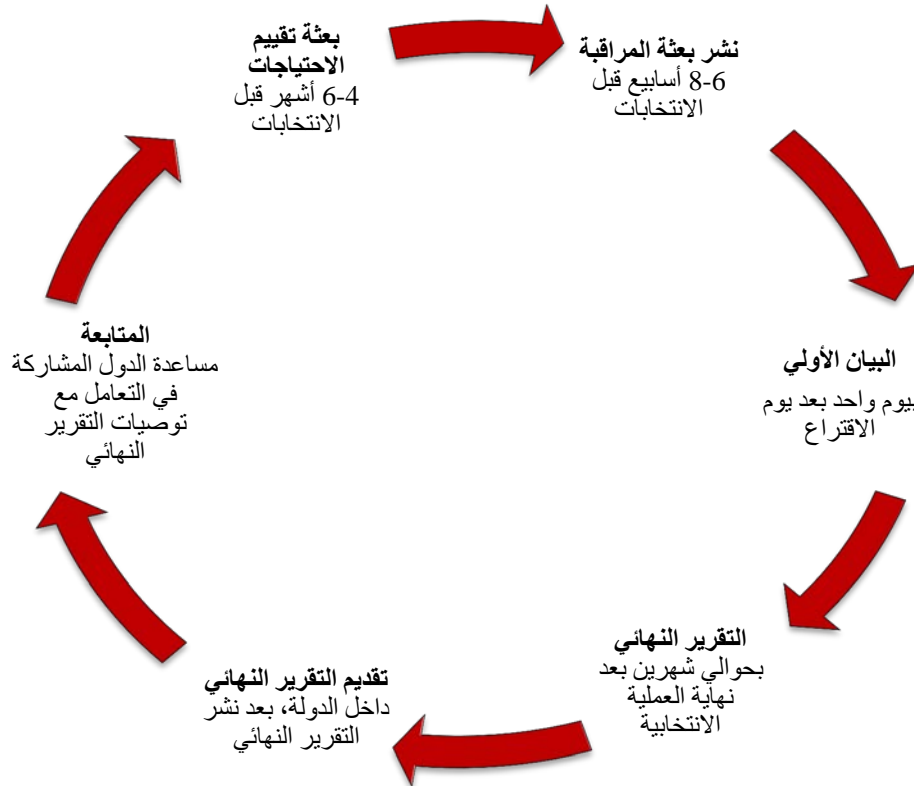 بعثة تقييم
الاحتياجات
6-4 أشهر قبل
الانتخابات
نشر بعثة المراقبة
8-6 أسابيع قبل
الانتخابات
البيان الأولي
بيوم واحد بعد يوم
الاقتراع
التقرير النهائي
بحوالي شهرين بعد
نهاية العملية
الانتخابية
تقديم التقرير النهائي
داخل الدولة، بعد نشر
التقرير النهائي
المتابعة
مساعدة الدول المشاركة
في التعامل مع
توصيات التقرير
النهائي